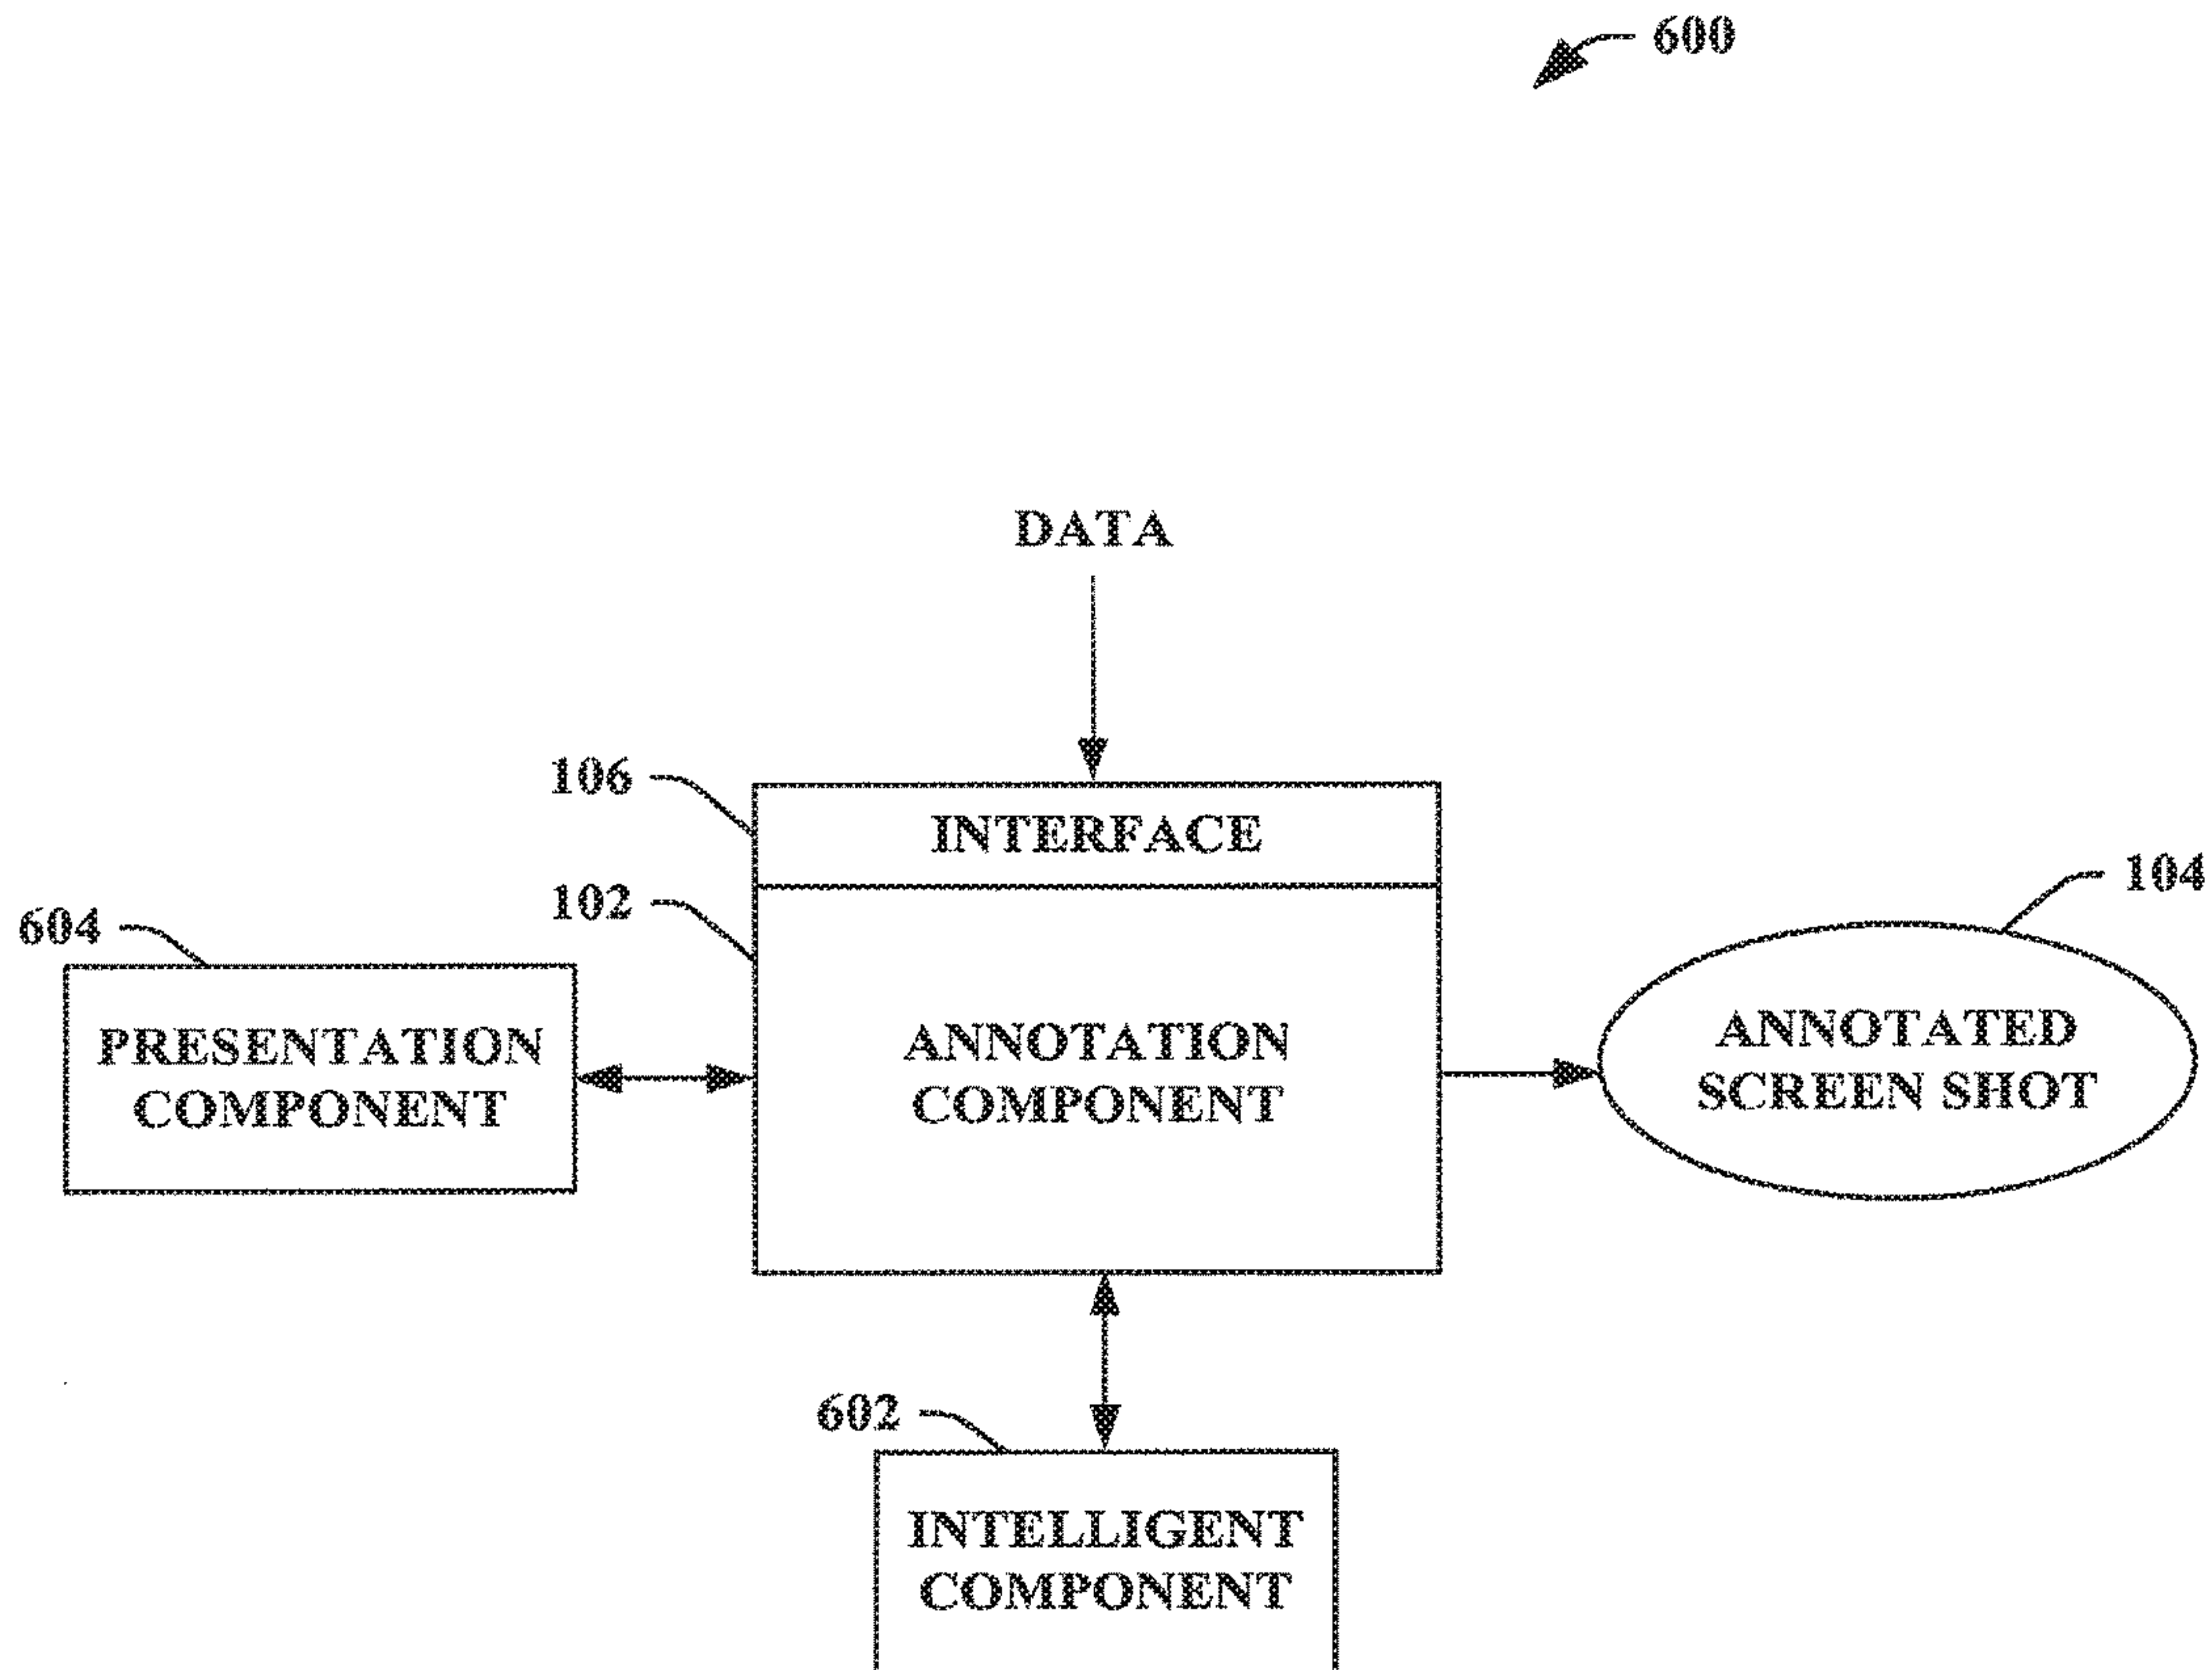 600
DATA
106
INTERFACE
102
604
104
PRESENTATION
COMPONENT
ANNOTATION
COMPONENT
ANNOTATED
SCREEN SHOT
602
INTELLIGENT
COMPONENT